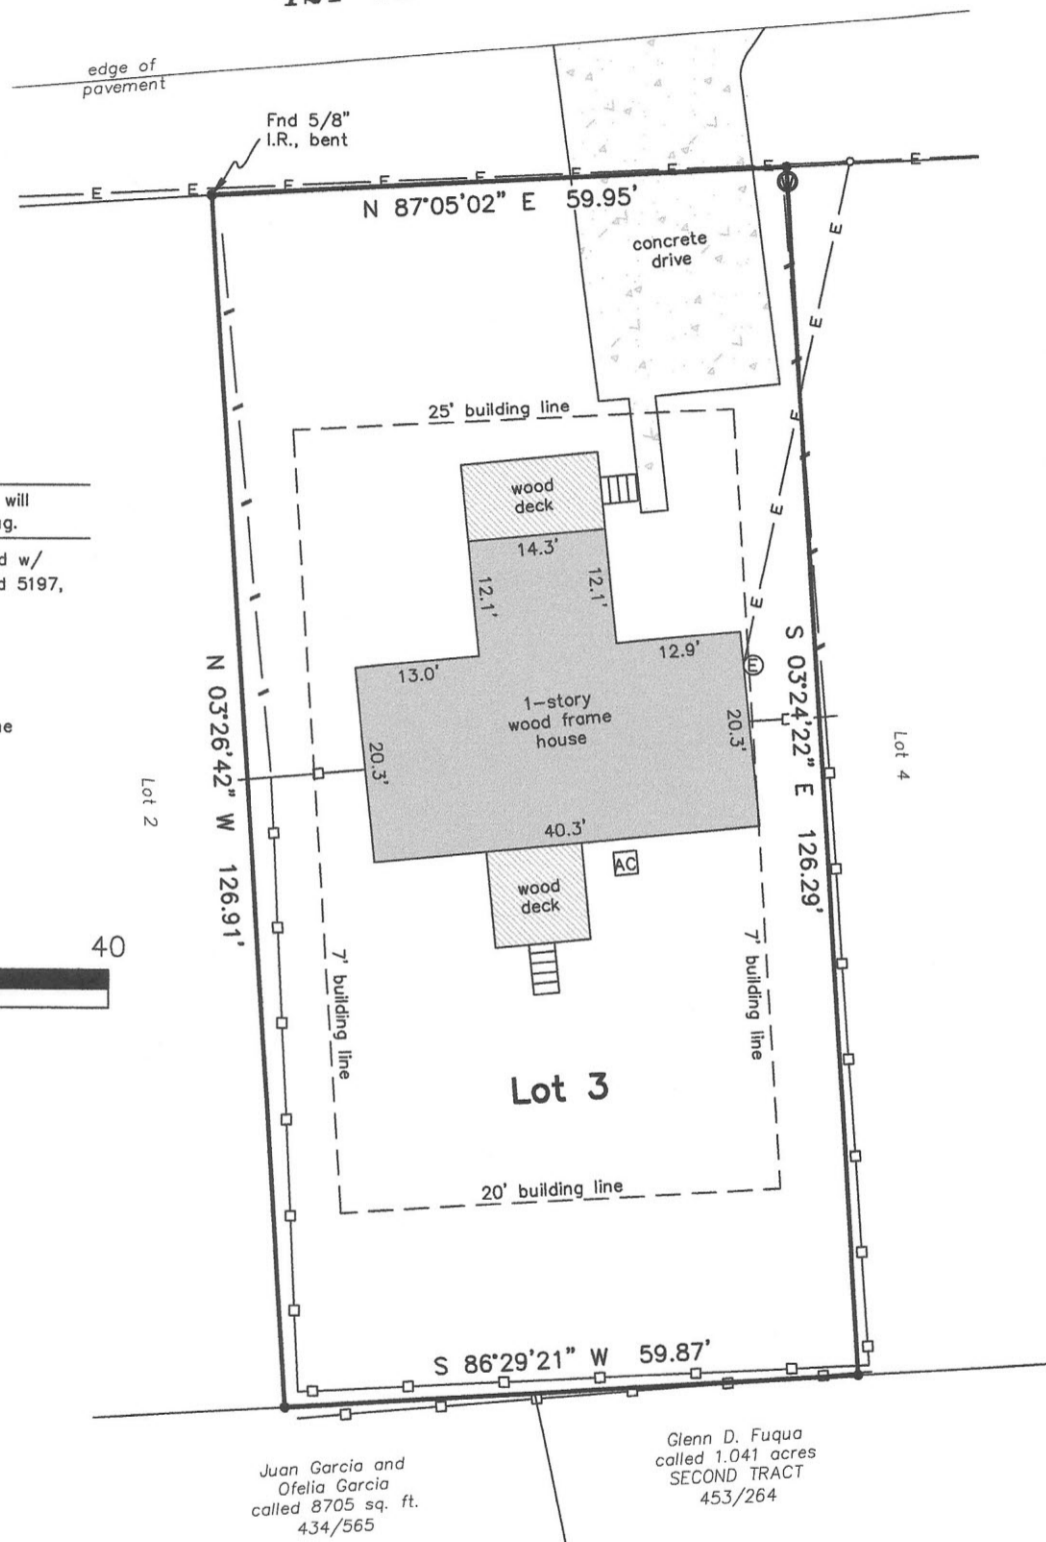 edge of
pavement
Fnd 5/8"
I.R., bent
E E E E E E E E E
N 87°05'02" E 59.95'
concrete
drive
E
E
E
E
E
25' building line
will
g.
d w/
d 5197,
wood
deck
14.3'
12.1'
12.1'
13.0'
12.9'
E
1-story
wood frame
house
20.3'
20.3'
N 03°26'42" W 126.91'
S 03°24'22" E 126.29'
Lot 2
Lot 4
e
40.3'
AC
wood
deck
40
7' building line
7' building line
Lot 3
20' building line
S 86°29'21" W 59.87'
Juan Garcia and
Ofelia Garcia
called 8705 sq. ft.
434/565
Glenn D. Fuqua
called 1.041 acres
SECOND TRACT
453/264